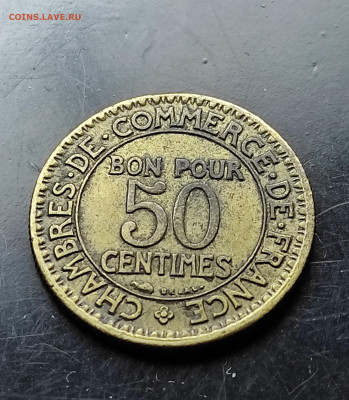 COINS.LAVE.RU
CHAMBRES·DE·COMMERCE·DE·FRANCE
BON POUR
50
CENTIMES